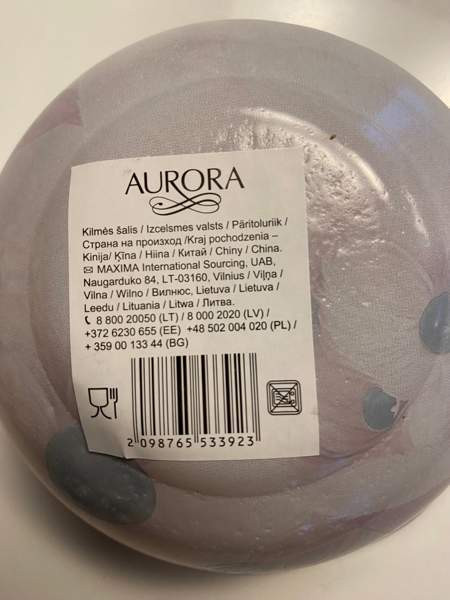 AURORA
Kilmės šalis / Izcelsmes valsts / Päritoluriik /
Страна на произход /Kraj pochodzenia –
Kinija/ Ķīna / Hiina / Китай / Chiny / China.
✉ MAXIMA International Sourcing, UAB,
Naugarduko 84, LT-03160, Vilnius / Viļņa /
Vilna / Wilno / Вилнюс, Lietuva / Lietuva /
Leedu / Lituania / Litwa / Литва.
8 800 20050 (LT) / 8 000 2020 (LV) /
+372 6230 655 (EE) +48 502 004 020 (PL) /
+ 359 00 133 44 (BG)
2 098765 533923